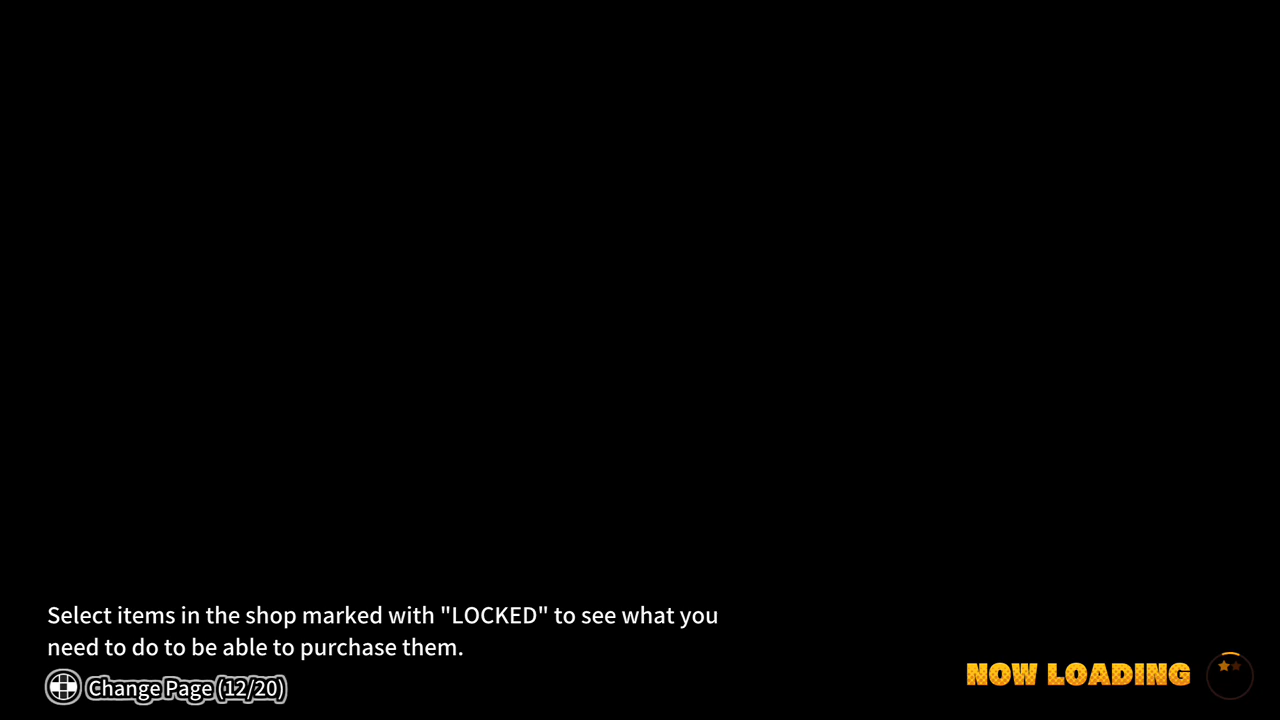 Select items in the shop marked with "LOCKED" to see what you
need to do to be able to purchase them.
Change Page (12/20)
NOW LOADING